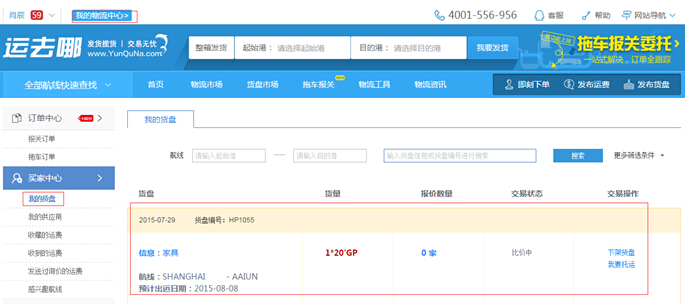 肖辰 59 我的物流中心> 4001-556-956 客服 帮助 网站导航
运去哪 发货揽货 | 交易无忧 www.YunQuNa.com 整箱发货 起始港: 请选择起始港 目的港: 请选择目的港 我要发货 拖车报关委托
一站式解决, 订单全跟踪
全部航线快速查找 首页 物流市场 货盘市场 拖车报关 物流工具 物流资讯 即刻下单 发布运费 发布货盘
订单中心 NEW 我的货盘
报关订单
拖车订单 航线 请输入起始港 — 请输入目的港 输入货盘信息或货盘编号进行搜索 搜索 更多筛选条件
买家中心
我的货盘 货盘 货量 报价数量 交易状态 交易操作
我的供应商 2015-07-29 货盘编号: HP1055
收藏的运费
收到的运费 信息: 家具 1*20'GP 0 家 比价中 下架货盘
我要托运
发送过询价的运费 航线: SHANGHAI - AAIUN
感兴趣航线 预计出运日期: 2015-08-08